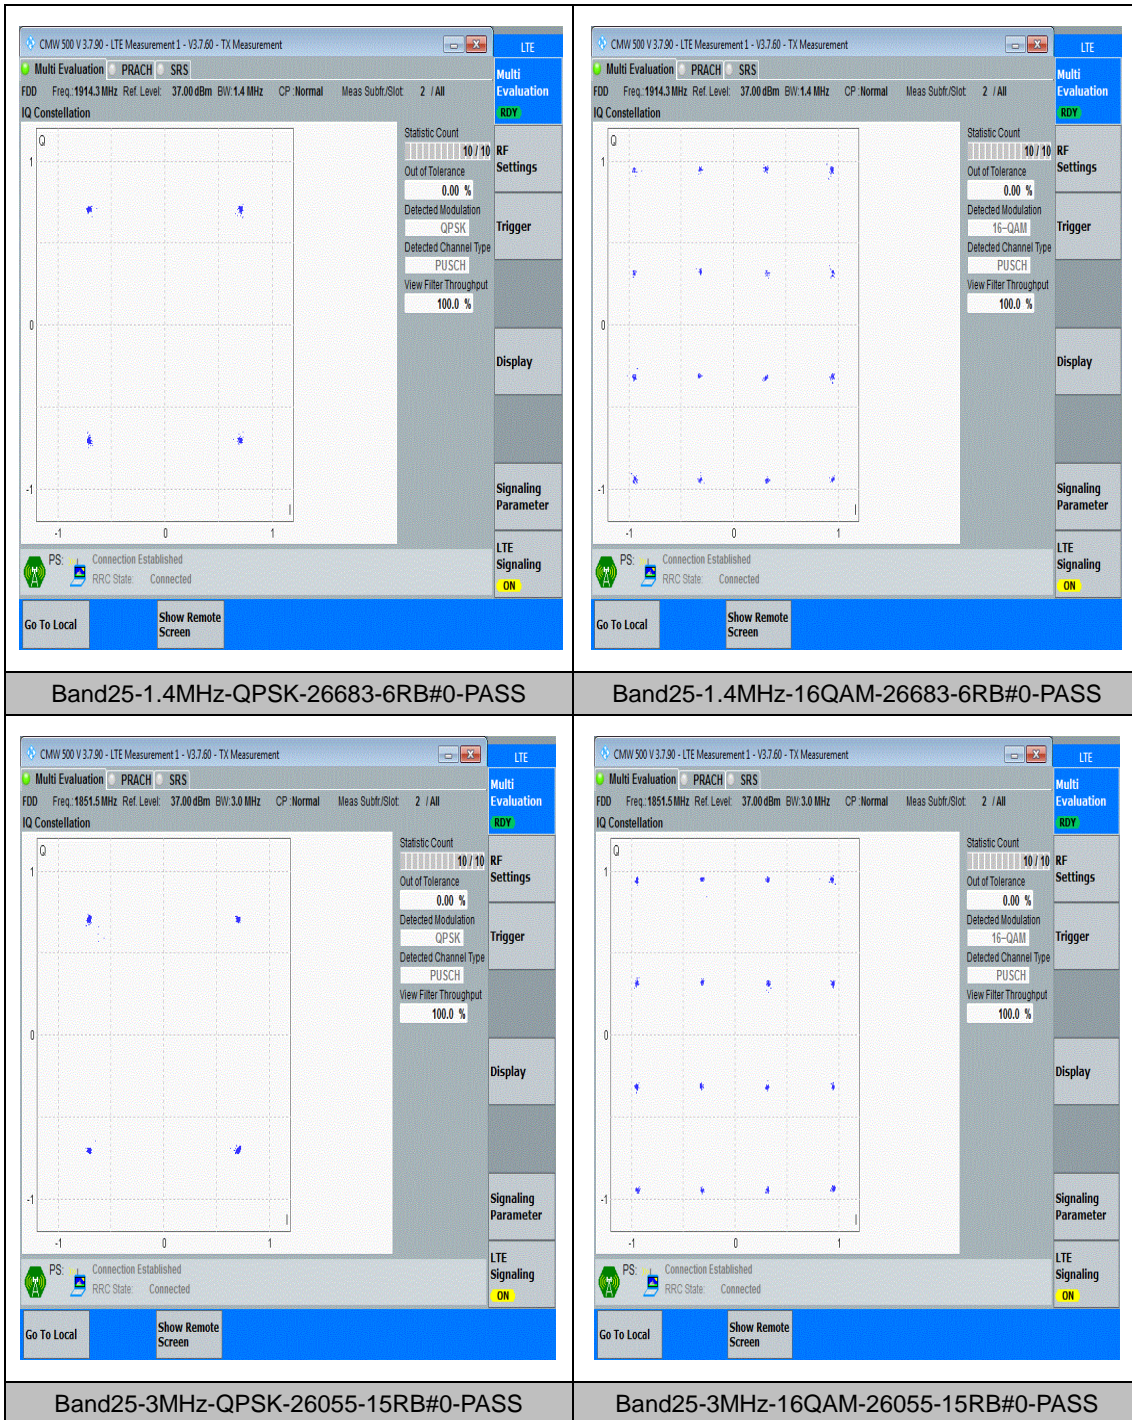 CMW 500 V 3.7.90 - LTE Measurement 1 - V3.7.60 - TX Measurement
LTE
Multi Evaluation PRACH SRS
Multi
Evaluation
RDY
FDD Freq.: 1914.3 MHz Ref. Level: 37.00 dBm BW: 1.4 MHz CP : Normal Meas Subfr./Slot: 2 / All
IQ Constellation
Q
Statistic Count
10 / 10
Out of Tolerance
0.00 %
Detected Modulation
QPSK
Detected Channel Type
PUSCH
View Filter Throughput
100.0 %
1
0
-1
-1 0 1
I
RF
Settings
Trigger
Display
Signaling
Parameter
LTE
Signaling
ON
PS: Connection Established
RRC State: Connected
Go To Local
Show Remote
Screen
Band25-1.4MHz-QPSK-26683-6RB#0-PASS
CMW 500 V 3.7.90 - LTE Measurement 1 - V3.7.60 - TX Measurement
LTE
Multi Evaluation PRACH SRS
Multi
Evaluation
RDY
FDD Freq.: 1914.3 MHz Ref. Level: 37.00 dBm BW: 1.4 MHz CP : Normal Meas Subfr./Slot: 2 / All
IQ Constellation
Q
Statistic Count
10 / 10
Out of Tolerance
0.00 %
Detected Modulation
16-QAM
Detected Channel Type
PUSCH
View Filter Throughput
100.0 %
1
0
-1
-1 0 1
I
RF
Settings
Trigger
Display
Signaling
Parameter
LTE
Signaling
ON
PS: Connection Established
RRC State: Connected
Go To Local
Show Remote
Screen
Band25-1.4MHz-16QAM-26683-6RB#0-PASS
CMW 500 V 3.7.90 - LTE Measurement 1 - V3.7.60 - TX Measurement
LTE
Multi Evaluation PRACH SRS
Multi
Evaluation
RDY
FDD Freq.: 1851.5 MHz Ref. Level: 37.00 dBm BW: 3.0 MHz CP : Normal Meas Subfr./Slot: 2 / All
IQ Constellation
Q
Statistic Count
10 / 10
Out of Tolerance
0.00 %
Detected Modulation
QPSK
Detected Channel Type
PUSCH
View Filter Throughput
100.0 %
1
0
-1
-1 0 1
I
RF
Settings
Trigger
Display
Signaling
Parameter
LTE
Signaling
ON
PS: Connection Established
RRC State: Connected
Go To Local
Show Remote
Screen
Band25-3MHz-QPSK-26055-15RB#0-PASS
CMW 500 V 3.7.90 - LTE Measurement 1 - V3.7.60 - TX Measurement
LTE
Multi Evaluation PRACH SRS
Multi
Evaluation
RDY
FDD Freq.: 1851.5 MHz Ref. Level: 37.00 dBm BW: 3.0 MHz CP : Normal Meas Subfr./Slot: 2 / All
IQ Constellation
Q
Statistic Count
10 / 10
Out of Tolerance
0.00 %
Detected Modulation
16-QAM
Detected Channel Type
PUSCH
View Filter Throughput
100.0 %
1
0
-1
-1 0 1
I
RF
Settings
Trigger
Display
Signaling
Parameter
LTE
Signaling
ON
PS: Connection Established
RRC State: Connected
Go To Local
Show Remote
Screen
Band25-3MHz-16QAM-26055-15RB#0-PASS